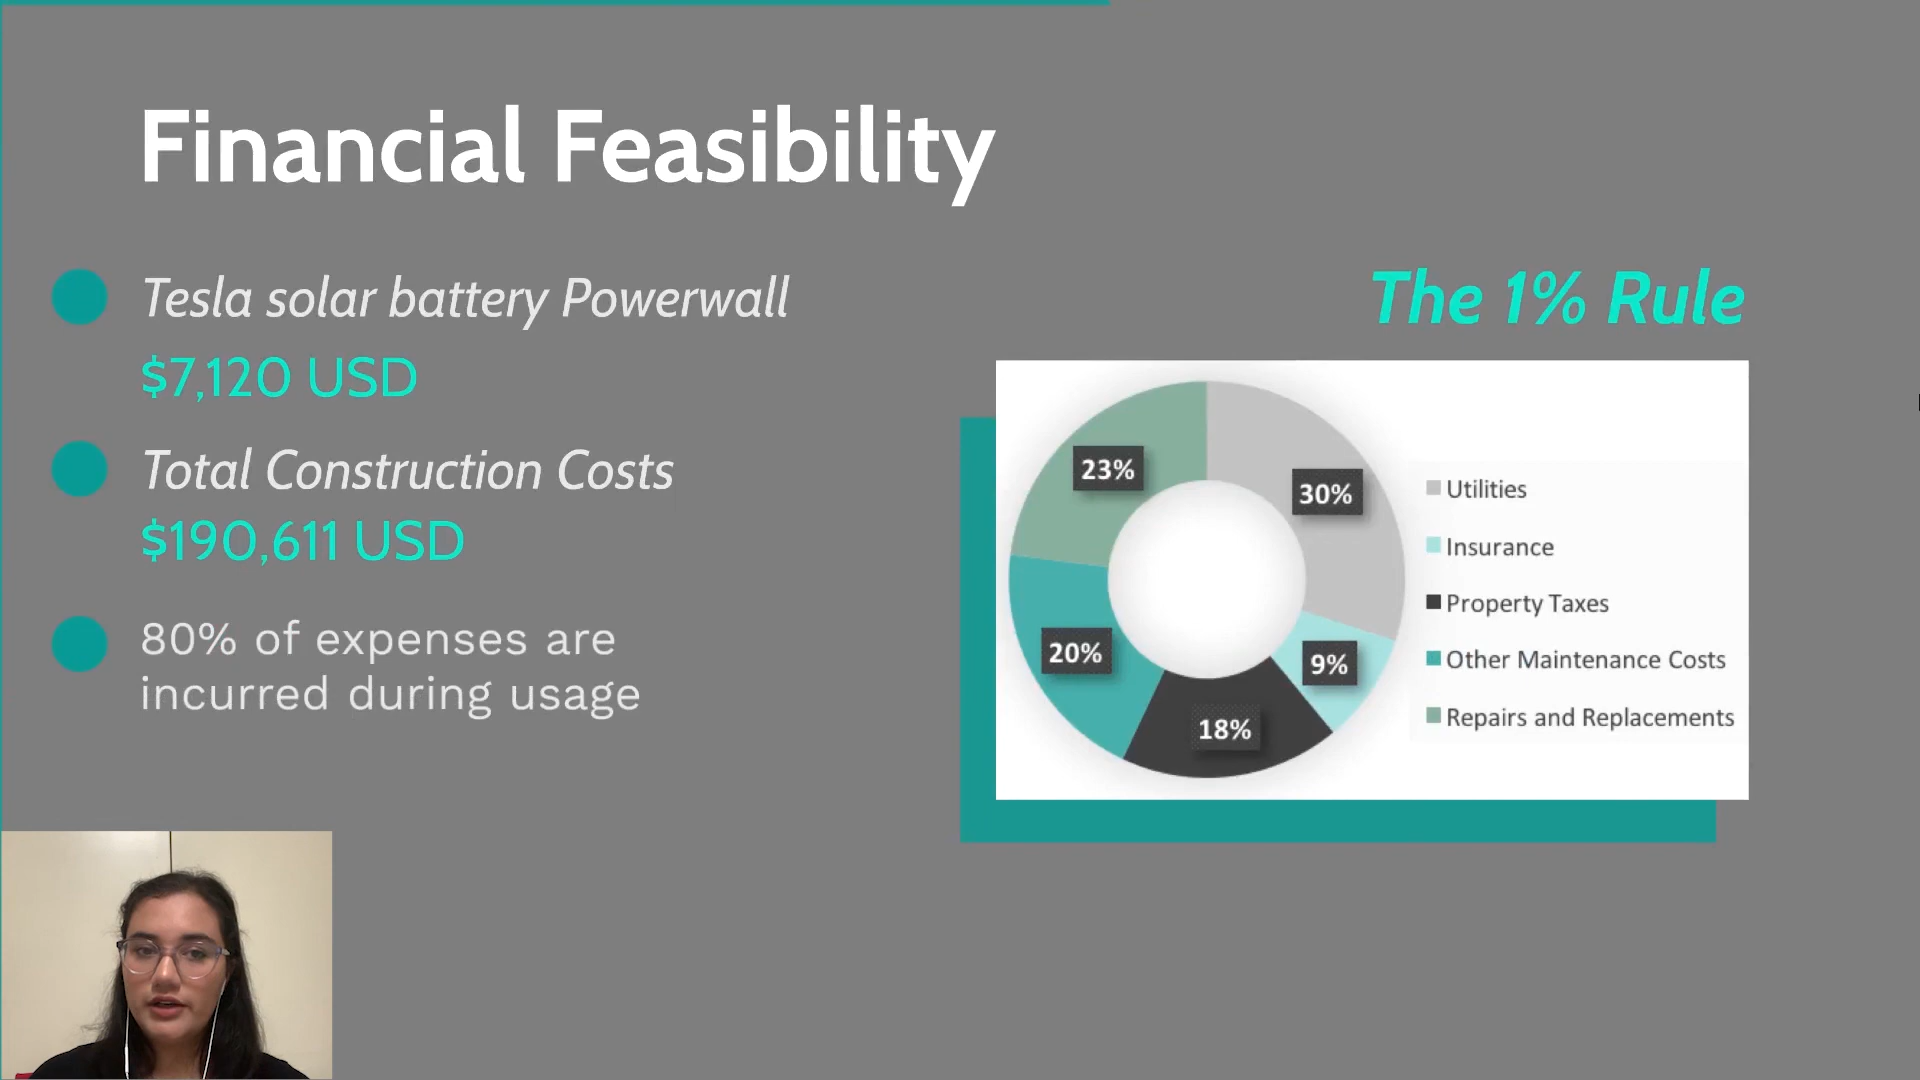 Financial Feasibility
Tesla solar battery Powerwall
$7,120 USD
Total Construction Costs
$190,611 USD
80% of expenses are
incurred during usage
The 1% Rule
23%
30%
20%
9%
18%
Utilities
Insurance
Property Taxes
Other Maintenance Costs
Repairs and Replacements